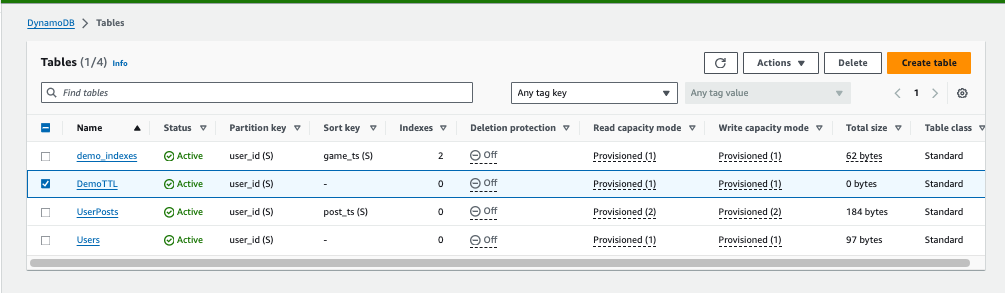 DynamoDB > Tables
Tables (1/4) Info
Actions Delete Create table
Find tables Any tag key Any tag value 1
Name Status Partition key Sort key Indexes Deletion protection Read capacity mode Write capacity mode Total size Table class
demo_indexes Active user_id (S) game_ts (S) 2 Off Provisioned (1) Provisioned (1) 62 bytes Standard
DemoTTL Active user_id (S) - 0 Off Provisioned (1) Provisioned (1) 0 bytes Standard
UserPosts Active user_id (S) post_ts (S) 0 Off Provisioned (2) Provisioned (2) 184 bytes Standard
Users Active user_id (S) - 0 Off Provisioned (1) Provisioned (1) 97 bytes Standard